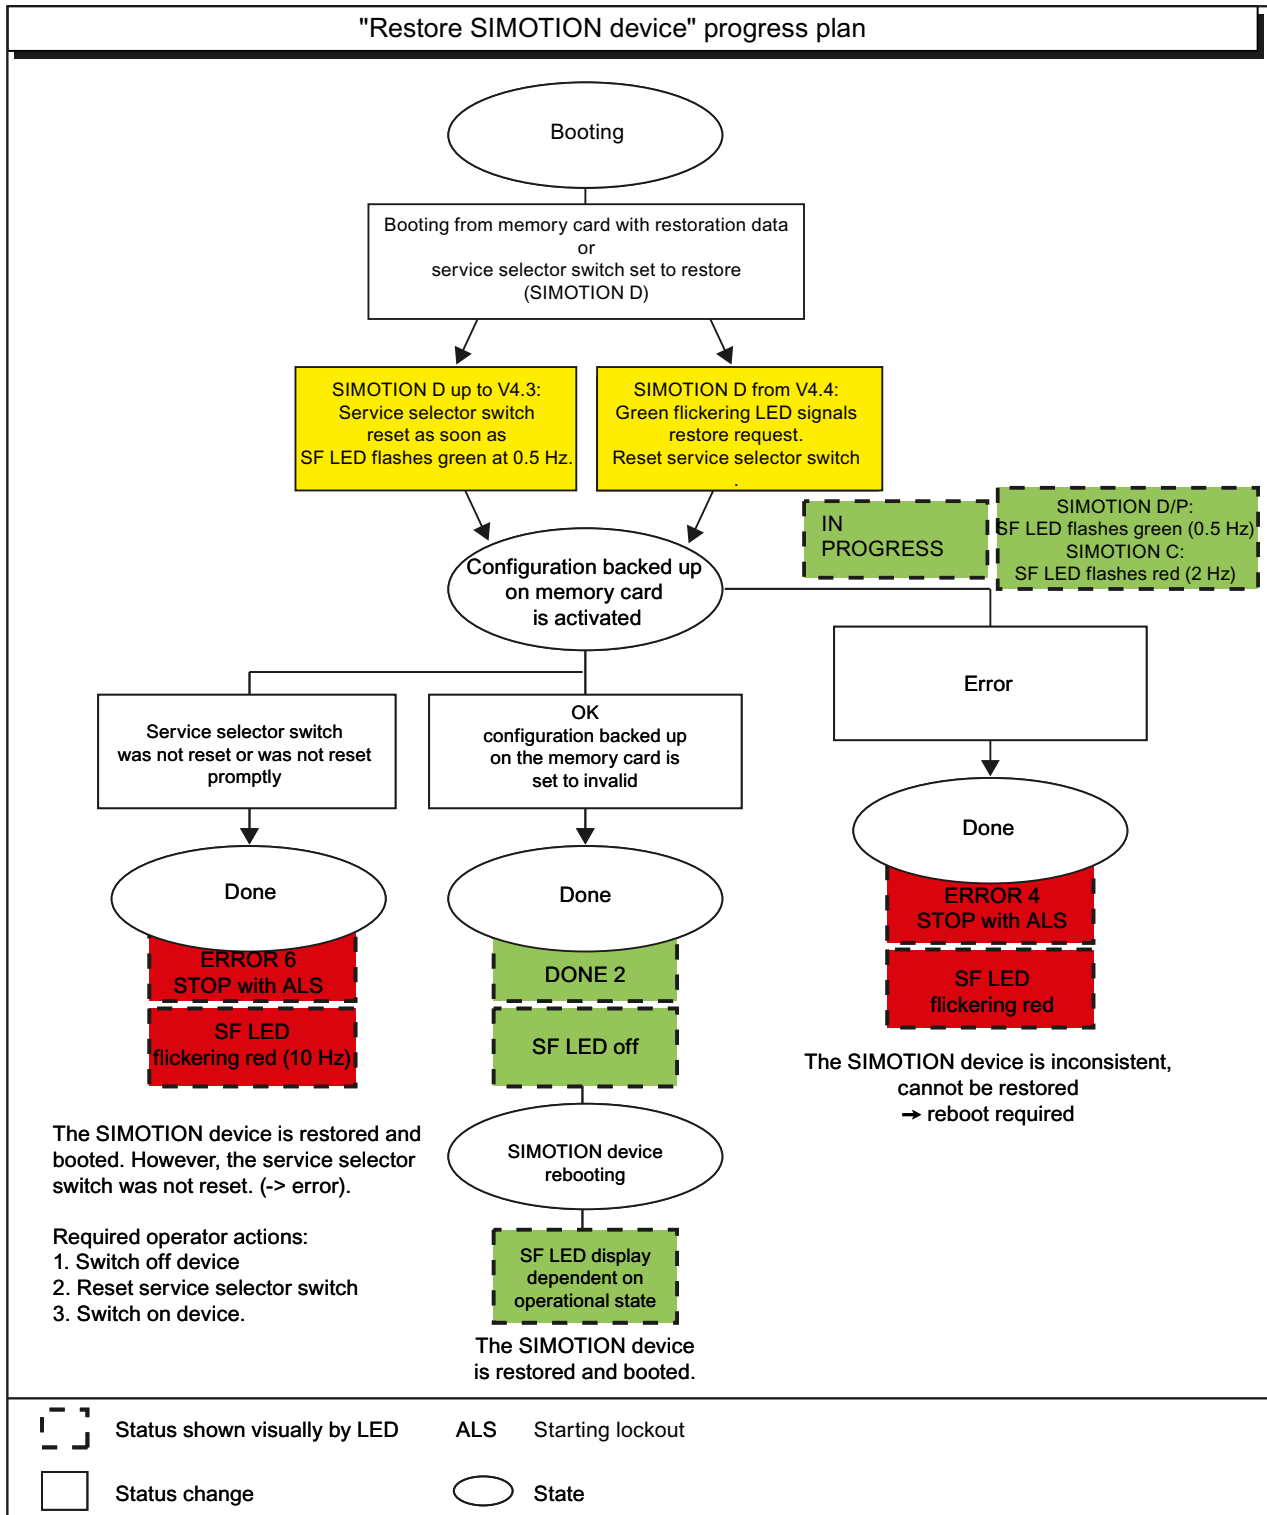 "Restore SIMOTION device" progress plan
Booting
Booting from memory card with restoration data
or
service selector switch set to restore
(SIMOTION D)
SIMOTION D up to V4.3:
Service selector switch
reset as soon as
SF LED flashes green at 0.5 Hz.
SIMOTION D from V4.4:
Green flickering LED signals
restore request.
Reset service selector switch
.
IN
PROGRESS
SIMOTION D/P:
SF LED flashes green (0.5 Hz)
SIMOTION C:
SF LED flashes red (2 Hz)
Configuration backed up
on memory card
is activated
Error
Service selector switch
was not reset or was not reset
promptly
OK
configuration backed up
on the memory card is
set to invalid
Done
ERROR 6
STOP with ALS
SF LED
flickering red (10 Hz)
Done
DONE 2
SF LED off
Done
ERROR 4
STOP with ALS
SF LED
flickering red
The SIMOTION device is inconsistent,
cannot be restored
→ reboot required
The SIMOTION device is restored and
booted. However, the service selector
switch was not reset. (-> error).
Required operator actions:
1. Switch off device
2. Reset service selector switch
3. Switch on device.
SIMOTION device
rebooting
SF LED display
dependent on
operational state
The SIMOTION device
is restored and booted.
Status shown visually by LED
ALS Starting lockout
Status change
State